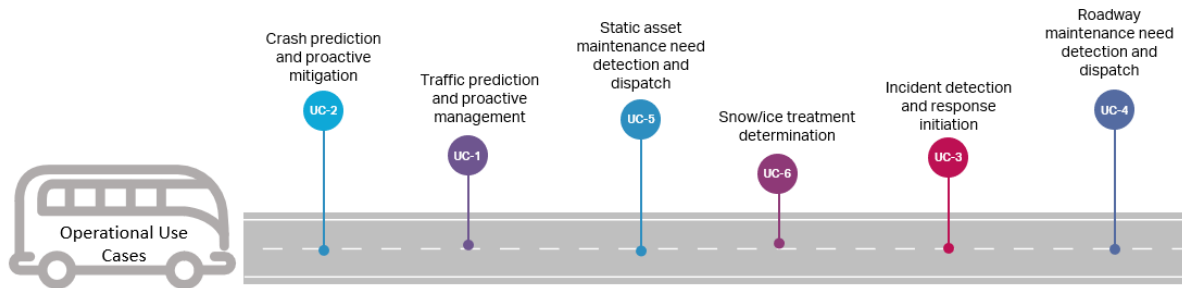 Crash prediction
and proactive
mitigation
UC-2
Traffic prediction
and proactive
management
UC-1
Static asset
maintenance need
detection and
dispatch
UC-5
Snow/ice treatment
determination
UC-6
Incident detection
and response
initiation
UC-3
Roadway
maintenance need
detection and
dispatch
UC-4
Operational Use
Cases